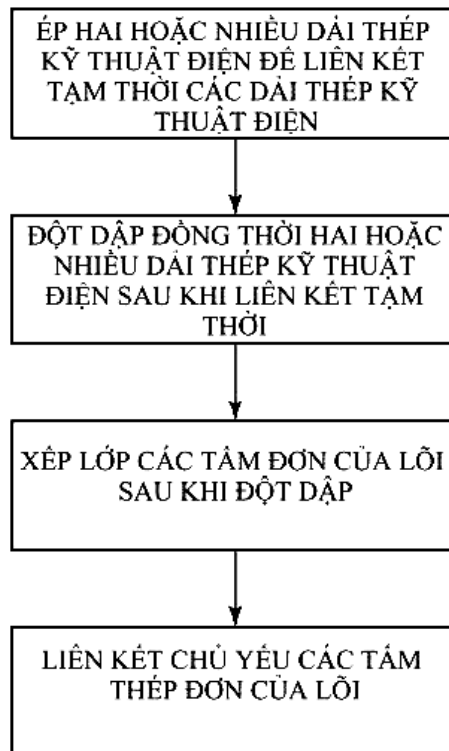 ÉP HAI HOẶC NHIỀU DẢI THÉP
KỸ THUẬT ĐIỆN ĐỂ LIÊN KẾT
TẠM THỜI CÁC DẢI THÉP KỸ
THUẬT ĐIỆN
ĐỘT DẬP ĐỒNG THỜI HAI HOẶC
NHIỀU DẢI THÉP KỸ THUẬT
ĐIỆN SAU KHI LIÊN KẾT TẠM
THỜI
XẾP LỚP CÁC TẤM ĐƠN CỦA LÕI
SAU KHI ĐỘT DẬP
LIÊN KẾT CHỦ YẾU CÁC TẤM
THÉP ĐƠN CỦA LÕI